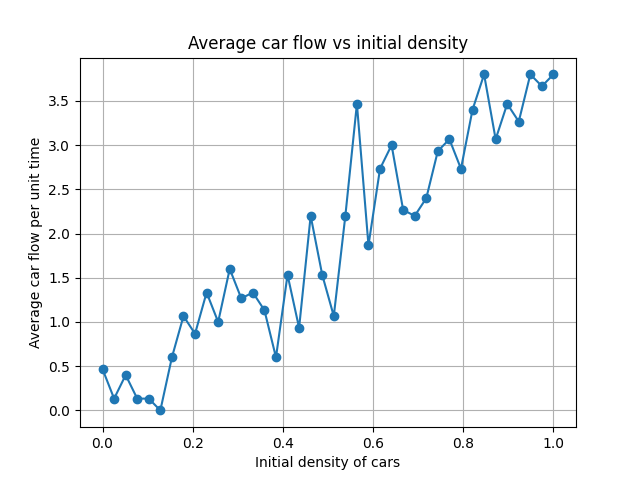 Average car flow vs initial density
Average car flow per unit time
3.5
3.0
2.5
2.0
1.5
1.0
0.5
0.0
0.0 0.2 0.4 0.6 0.8 1.0
Initial density of cars